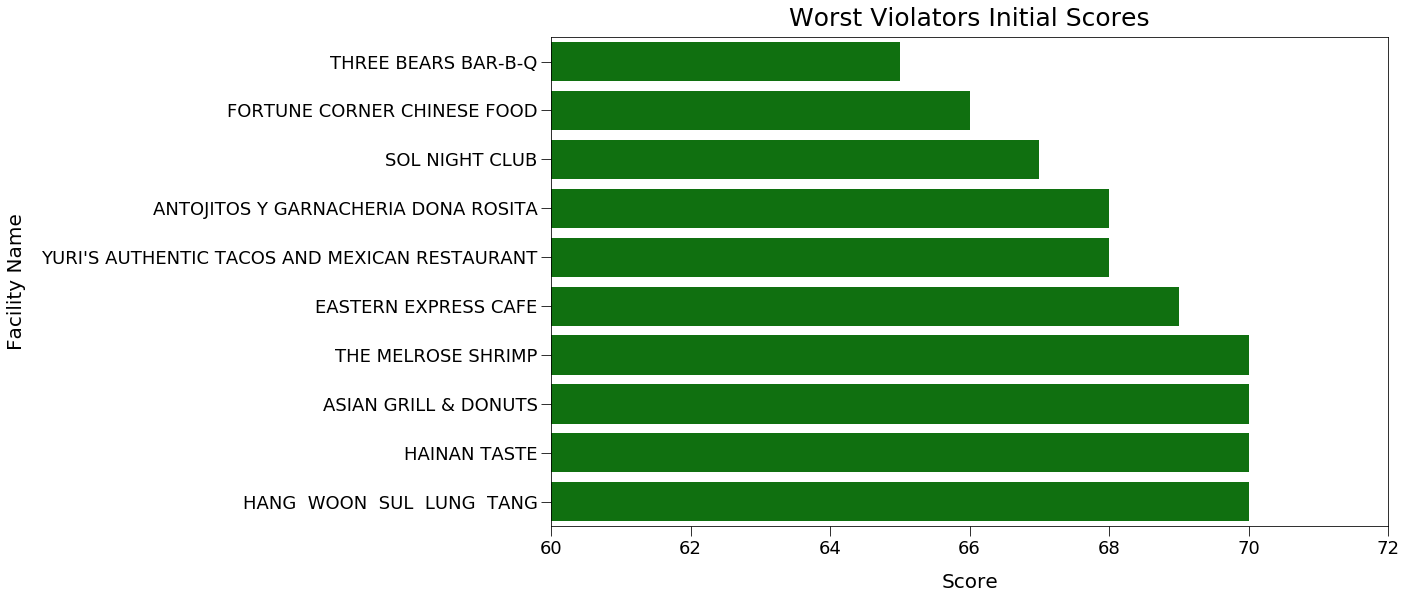 Worst Violators Initial Scores
Facility Name
THREE BEARS BAR-B-Q
FORTUNE CORNER CHINESE FOOD
SOL NIGHT CLUB
ANTOJITOS Y GARNACHERIA DONA ROSITA
YURI'S AUTHENTIC TACOS AND MEXICAN RESTAURANT
EASTERN EXPRESS CAFE
THE MELROSE SHRIMP
ASIAN GRILL & DONUTS
HAINAN TASTE
HANG  WOON  SUL  LUNG  TANG
60 62 64 66 68 70 72
Score